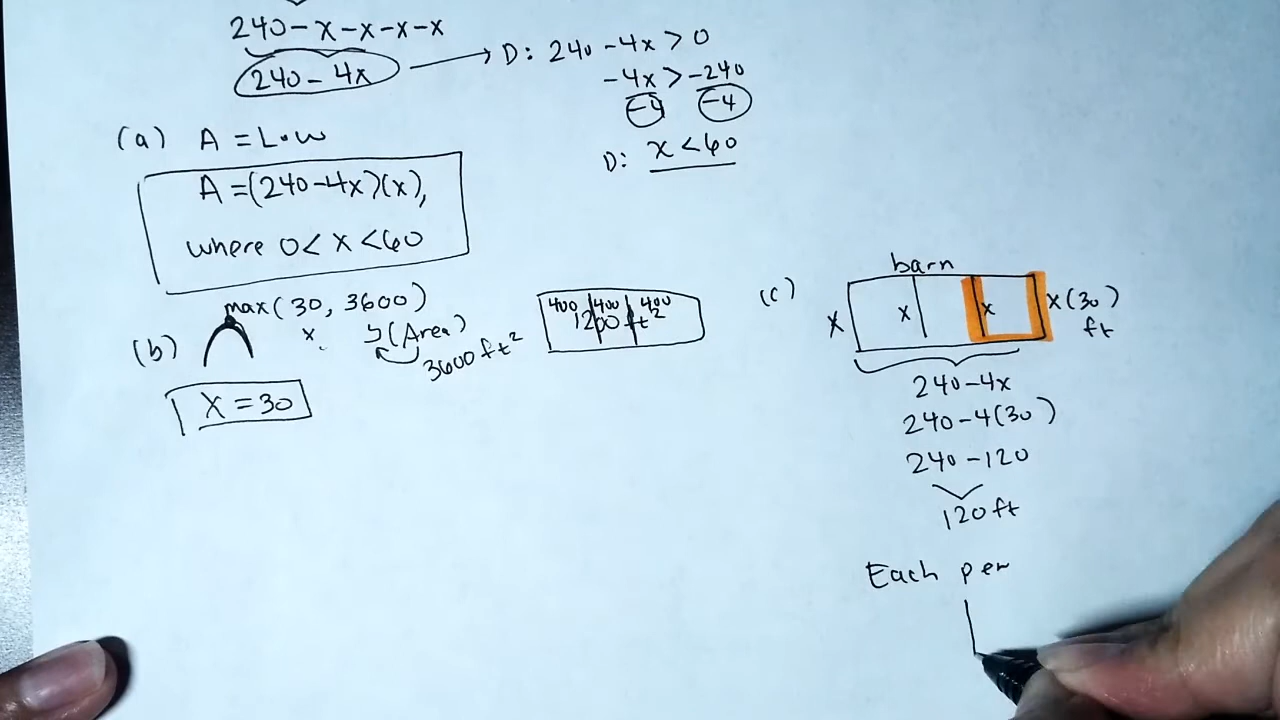 240-x-x-x-x
240-4x → D: 240-4x > 0
-4x > -240
-4 -4
D: x < 60
(a) A = L·w
A = (240-4x)(x),
where 0 < x < 60
(b) max (30, 3600)
x y (Area)
3600 ft²
x = 30
400 400 400
1200 ft²
(c) barn
x x x x (30) ft
240-4x
240-4(30)
240-120
120 ft
Each pen